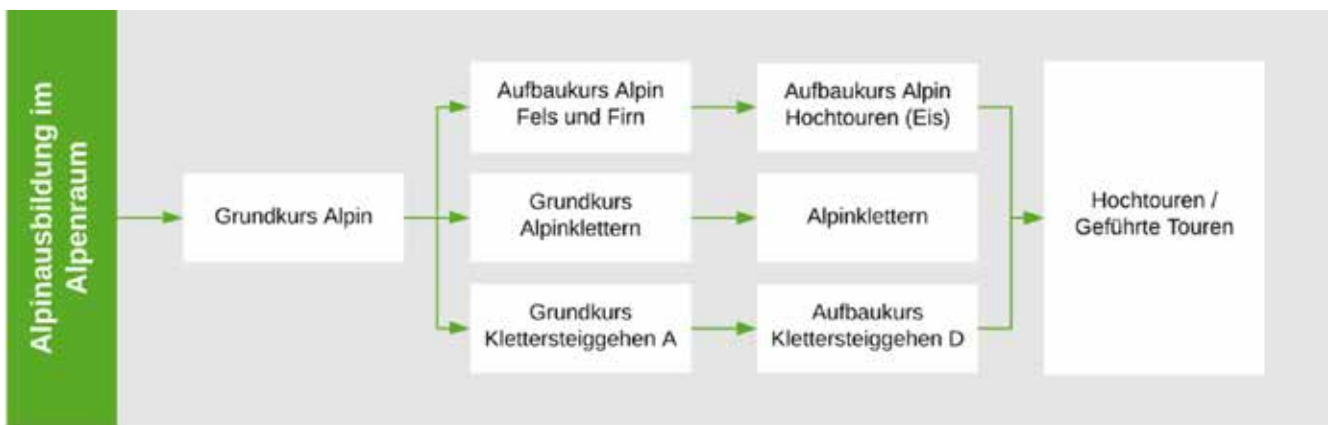 Alpinausbildung im
Alpenraum
Grundkurs Alpin
Aufbaukurs Alpin
Fels und Firn
Grundkurs
Alpinklettern
Grundkurs
Klettersteiggehen A
Aufbaukurs Alpin
Hochtouren (Eis)
Alpinklettern
Aufbaukurs
Klettersteiggehen D
Hochtouren /
Geführte Touren